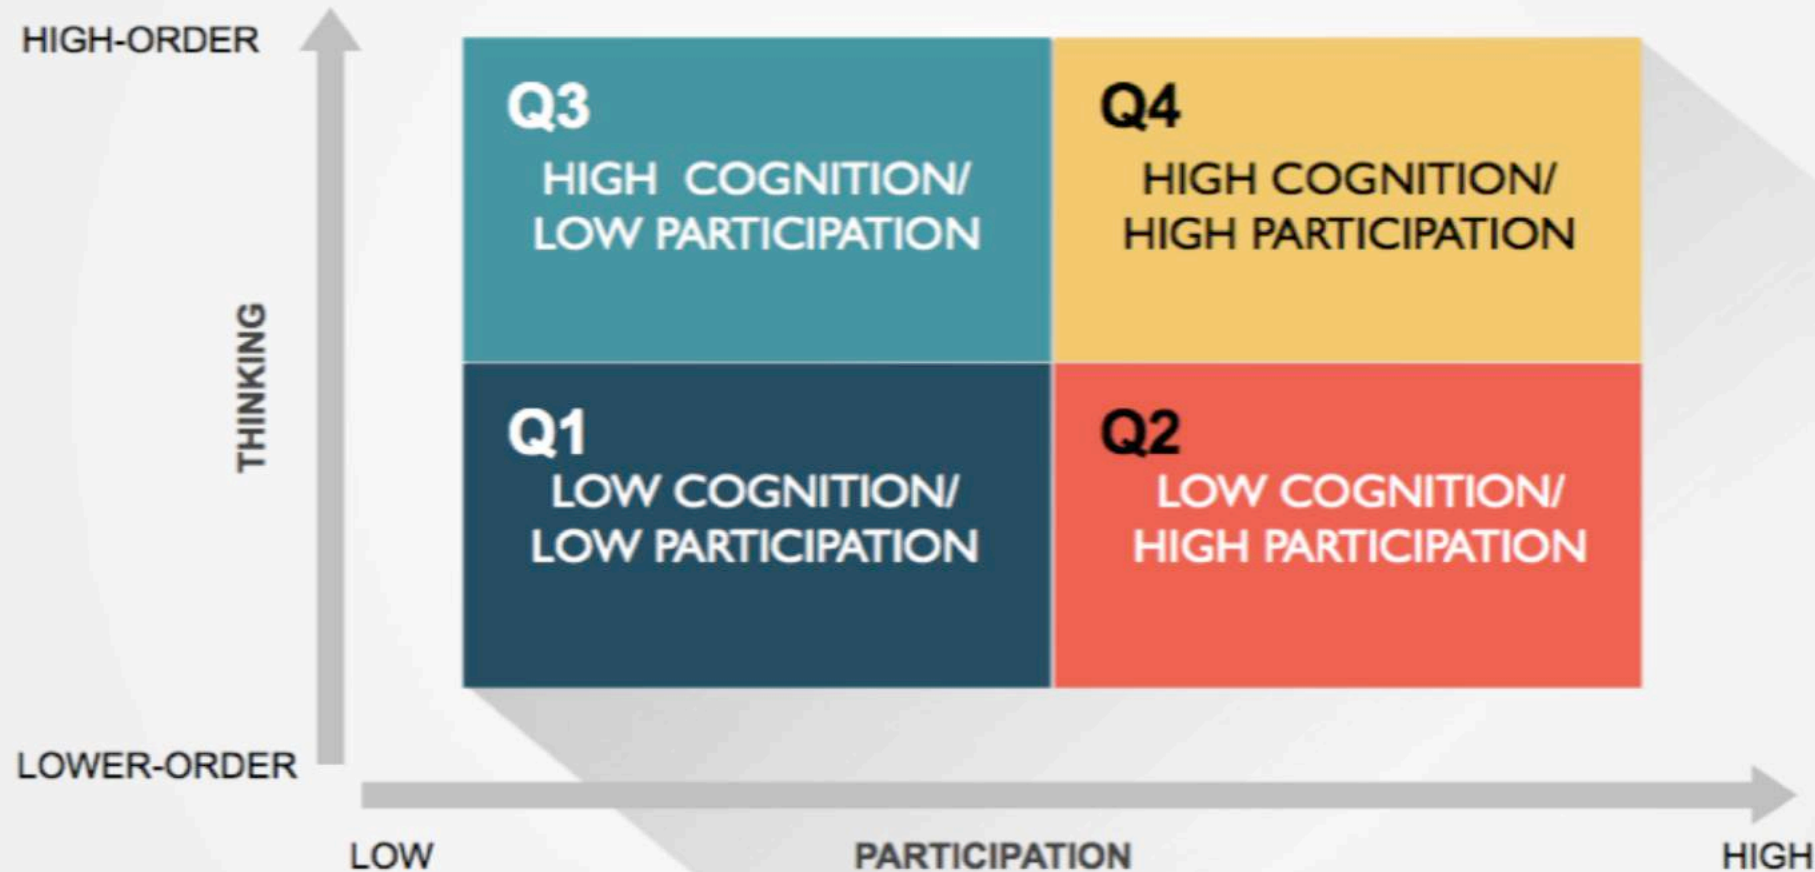 HIGH-ORDER
Q3
HIGH COGNITION/
LOW PARTICIPATION
Q4
HIGH COGNITION/
HIGH PARTICIPATION
THINKING
Q1
LOW COGNITION/
LOW PARTICIPATION
Q2
LOW COGNITION/
HIGH PARTICIPATION
LOWER-ORDER
LOW
PARTICIPATION
HIGH